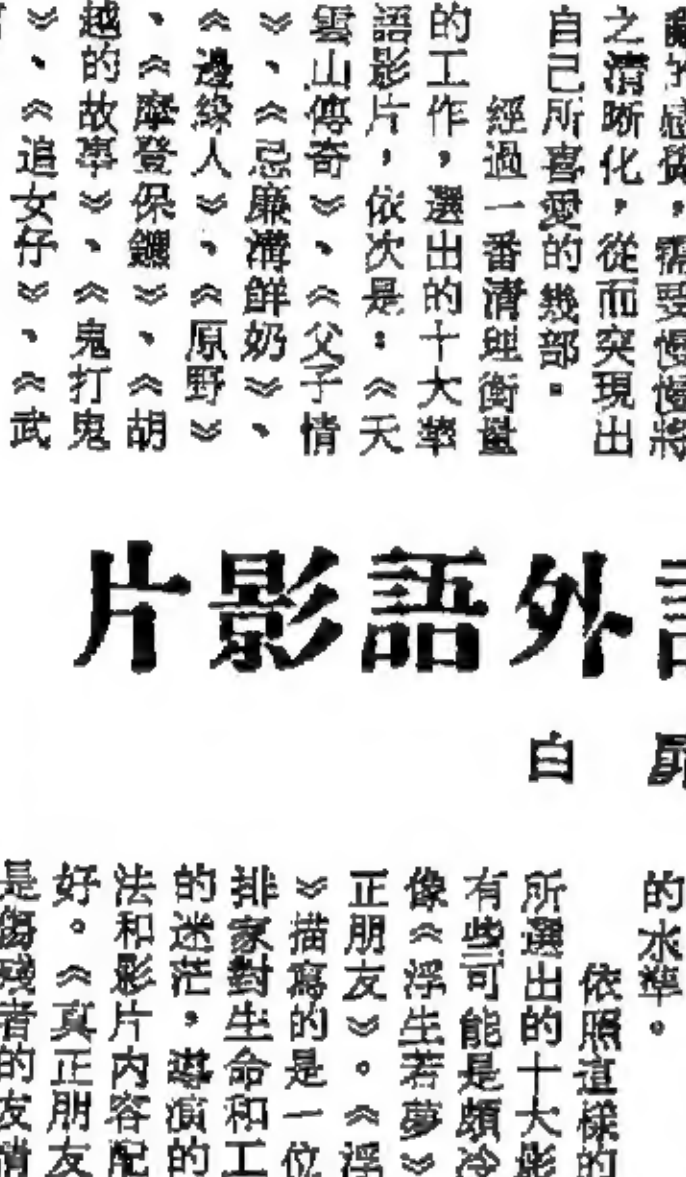 之清晰化，從而突現出
自己所喜愛的幾部。
經過一番清理衡量
的工作，選出的十大華
語影片，依次是：《天
雲山傳奇》、《父子情
》、《忌廉溝鮮奶》、
《邊緣人》、《原野》
、《摩登保鑣》、《胡
越的故事》、《鬼打鬼
》、《追女仔》、《武
外語影片
白
的水準。
依照這樣的
所選出的十大影
有些可能是頗冷
像《浮生若夢》
正朋友》。《浮
》描寫的是一位
排家對生命和工
的迷茫，導演的
法和影片內容配
好。《真正朋友
是傷殘者的友情